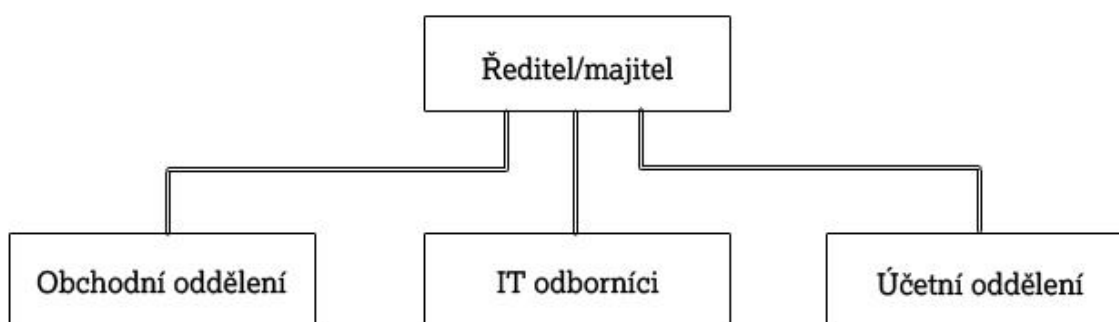 Ředitel/majitel
Obchodní oddělení
IT odborníci
Účetní oddělení